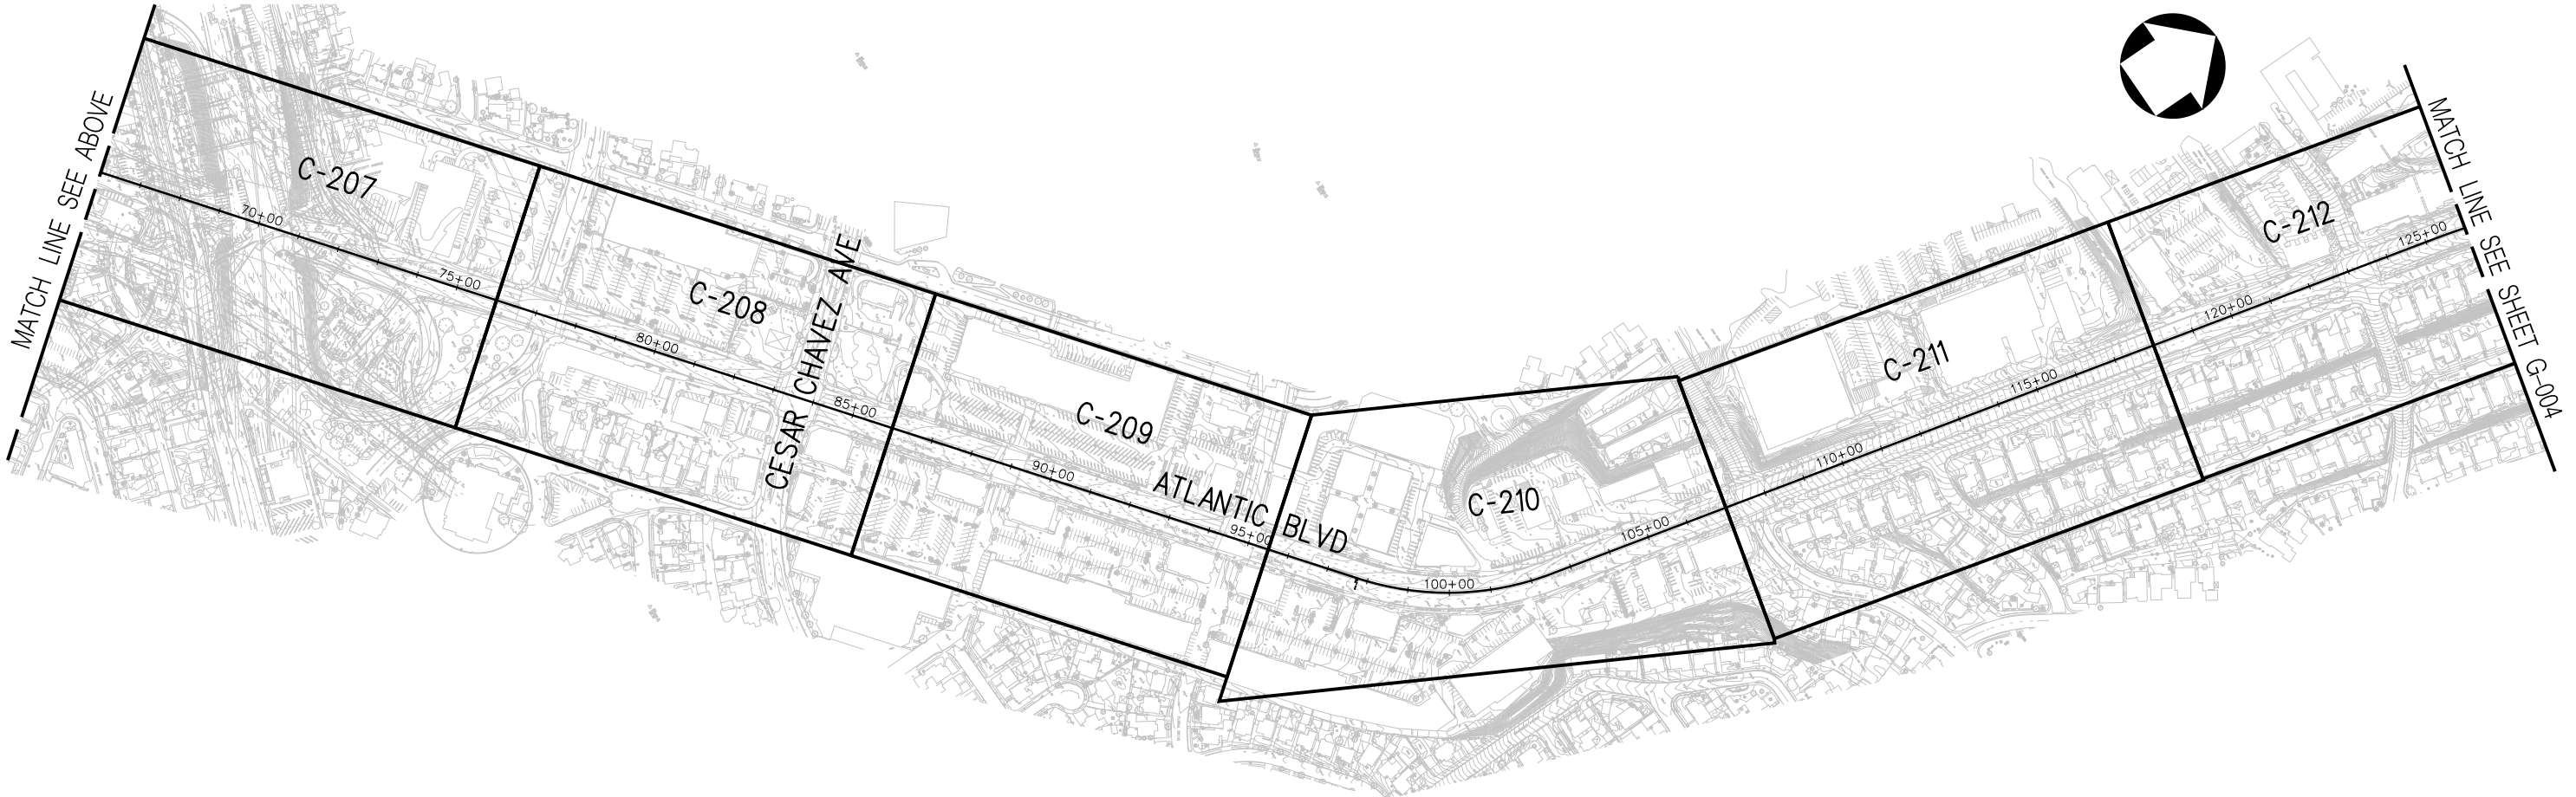 MATCH LINE SEE ABOVE
C-207
70+00
75+00
C-208
80+00
CESAR CHAVEZ AVE
85+00
C-209
90+00
ATLANTIC BLVD
95+00
C-210
100+00
105+00
C-211
110+00
115+00
C-212
120+00
125+00
MATCH LINE SEE SHEET G-004